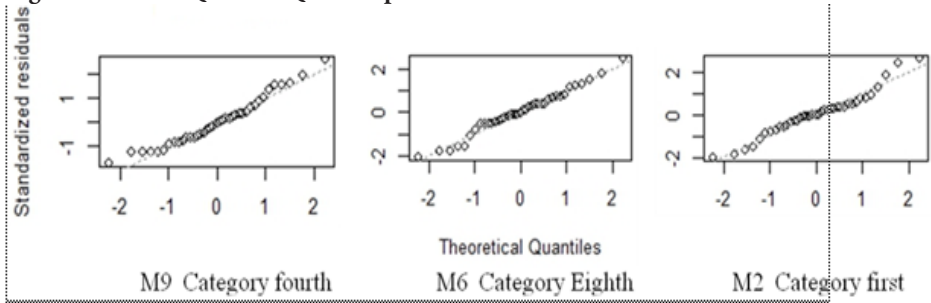 Standardized residuals
1
-1
-2 -1 0 1 2
2
0
-2
-2 -1 0 1 2
2
0
-2
-2 -1 0 1 2
Theoretical Quantiles
M9 Category fourth
M6 Category Eighth
M2 Category first